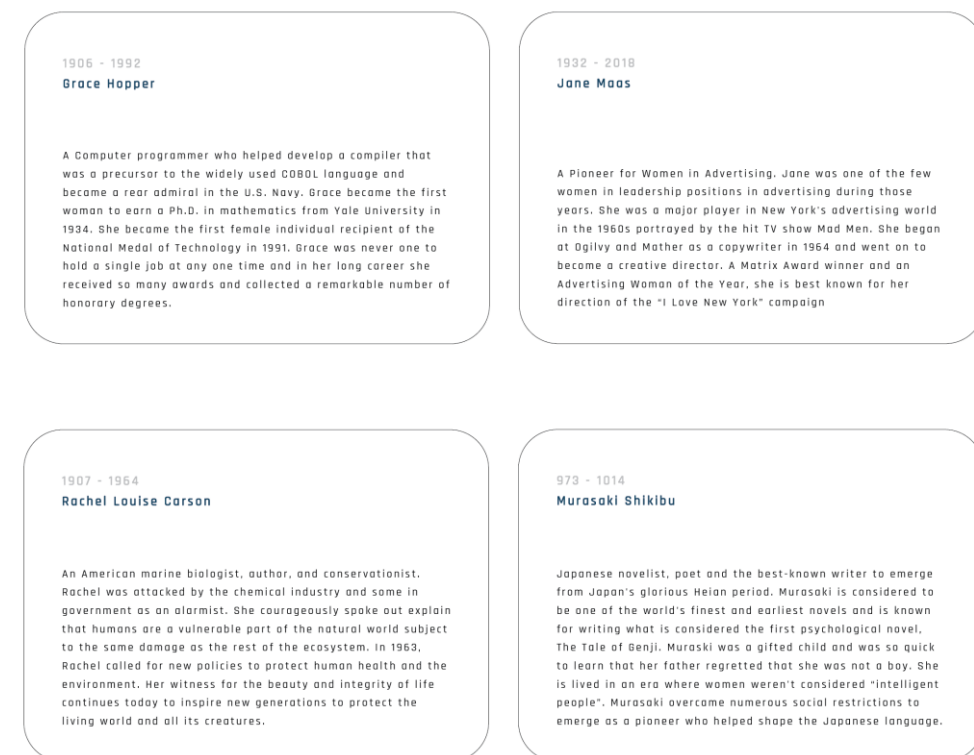 1906 - 1992
Grace Hopper
A Computer programmer who helped develop a compiler that
was a precursor to the widely used COBOL language and
became a rear admiral in the U.S. Navy. Grace became the first
woman to earn a Ph.D. in mathematics from Yale University in
1934. She became the first female individual recipient of the
National Medal of Technology in 1991. Grace was never one to
hold a single job at any one time and in her long career she
received so many awards and collected a remarkable number of
honorary degrees.
1932 - 2018
Jane Maas
A Pioneer for Women in Advertising. Jane was one of the few
women in leadership positions in advertising during those
years. She was a major player in New York's advertising world
in the 1960s portrayed by the hit TV show Mad Men. She began
at Ogilvy and Mather as a copywriter in 1964 and went on to
become a creative director. A Matrix Award winner and an
Advertising Woman of the Year, she is best known for her
direction of the “I Love New York” campaign
1907 - 1964
Rachel Louise Carson
An American marine biologist, author, and conservationist.
Rachel was attacked by the chemical industry and some in
government as an alarmist. She courageously spoke out explain
that humans are a vulnerable part of the natural world subject
to the same damage as the rest of the ecosystem. In 1963,
Rachel called for new policies to protect human health and the
environment. Her witness for the beauty and integrity of life
continues today to inspire new generations to protect the
living world and all its creatures.
973 - 1014
Murasaki Shikibu
Japanese novelist, poet and the best-known writer to emerge
from Japan's glorious Heian period. Murasaki is considered to
be one of the world's finest and earliest novels and is known
for writing what is considered the first psychological novel,
The Tale of Genji. Muraski was a gifted child and was so quick
to learn that her father regretted that she was not a boy. She
is lived in an era where women weren't considered “intelligent
people”. Murasaki overcame numerous social restrictions to
emerge as a pioneer who helped shape the Japanese language.